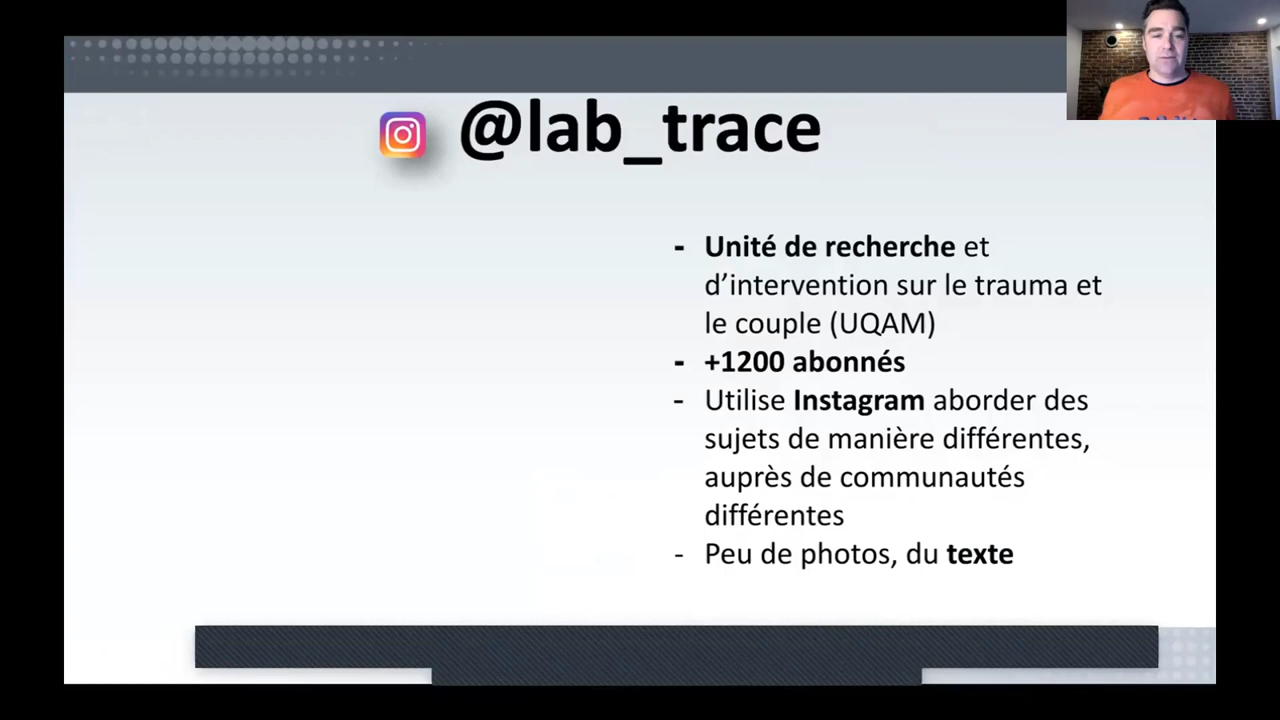 @lab_trace
- Unité de recherche et
d’intervention sur le trauma et
le couple (UQAM)
- +1200 abonnés
- Utilise Instagram aborder des
sujets de manière différentes,
auprès de communautés
différentes
- Peu de photos, du texte